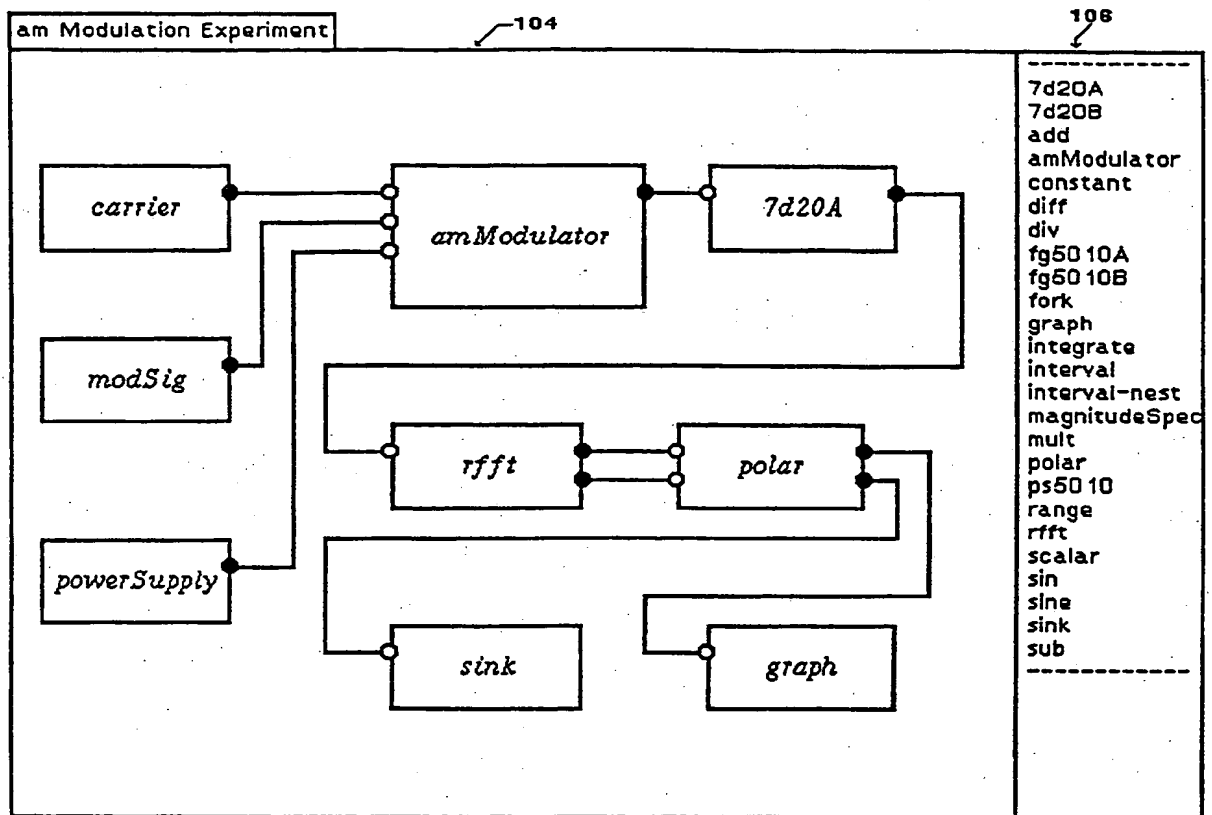 104
106
am Modulation Experiment
carrier
amModulator
7d20A
modSig
rfft
polar
powerSupply
sink
graph
------------
7d20A
7d20B
add
amModulator
constant
diff
div
fg5010A
fg5010B
fork
graph
integrate
interval
interval-nest
magnitudeSpec
mult
polar
ps5010
range
rfft
scalar
sin
sine
sink
sub
------------